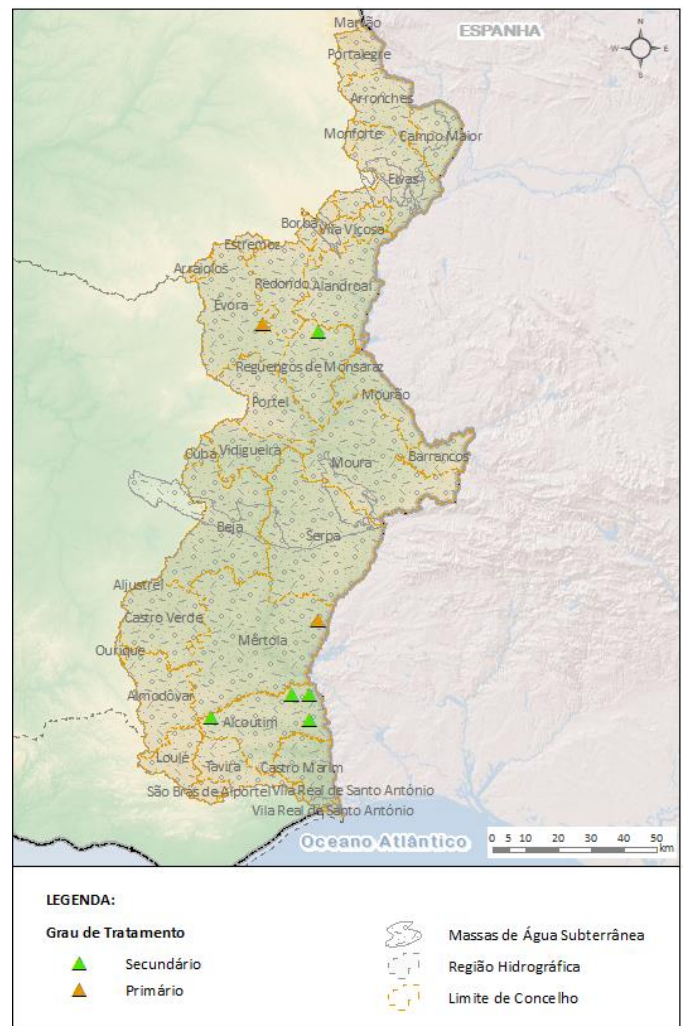 Marvão
ESPANHA
N
W
E
S
Portalegre
Arronches
Monforte
Campo Maior
Elvas
Borba
Vila Viçosa
Estremoz
Arraiolos
Redondo
Alandroal
Évora
Reguengos de Monsaraz
Mourão
Portel
Cuba
Vidigueira
Moura
Barrancos
Beja
Serpa
Aljustrel
Castro Verde
Mértola
Ourique
Almodôvar
Alcoutim
Loulé
Tavira
Castro Marim
São Brás de Alportel
Vila Real de Santo António
Vila Real de Santo António
Oceano Atlântico
0 5 10 20 30 40 50
km
LEGENDA:
Grau de Tratamento
Secundário
Primário
Massas de Água Subterrânea
Região Hidrográfica
Limite de Concelho